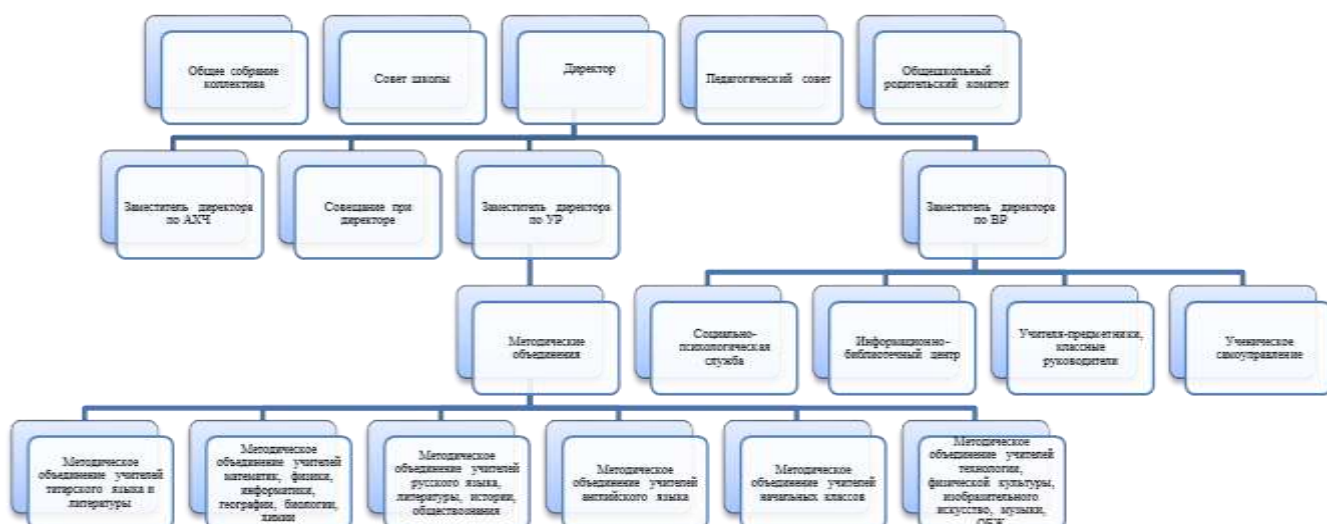 Общее собрание
коллектива
Совет школы
Директор
Педагогический совет
Общешкольный
родительский комитет
Заместитель директора
по АХЧ
Совещание при
директоре
Заместитель директора
по УР
Заместитель директора
по ВР
Методические
объединения
Социально-
психологическая
служба
Информационно-
библиотечный центр
Учителя-предметники,
классные
руководители
Ученическое
самоуправление
Методическое
объединение учителей
татарского языка и
литературы
Методическое
объединение учителей
математик, физики,
информатики,
географии, биологии,
химии
Методическое
объединение учителей
русского языка,
литературы, истории,
обществознания
Методическое
объединение учителей
английского языка
Методическое
объединение учителей
начальных классов
Методическое
объединение учителей
технологии,
физической культуры,
изобразительного
искусство, музыки,
ОБЖ